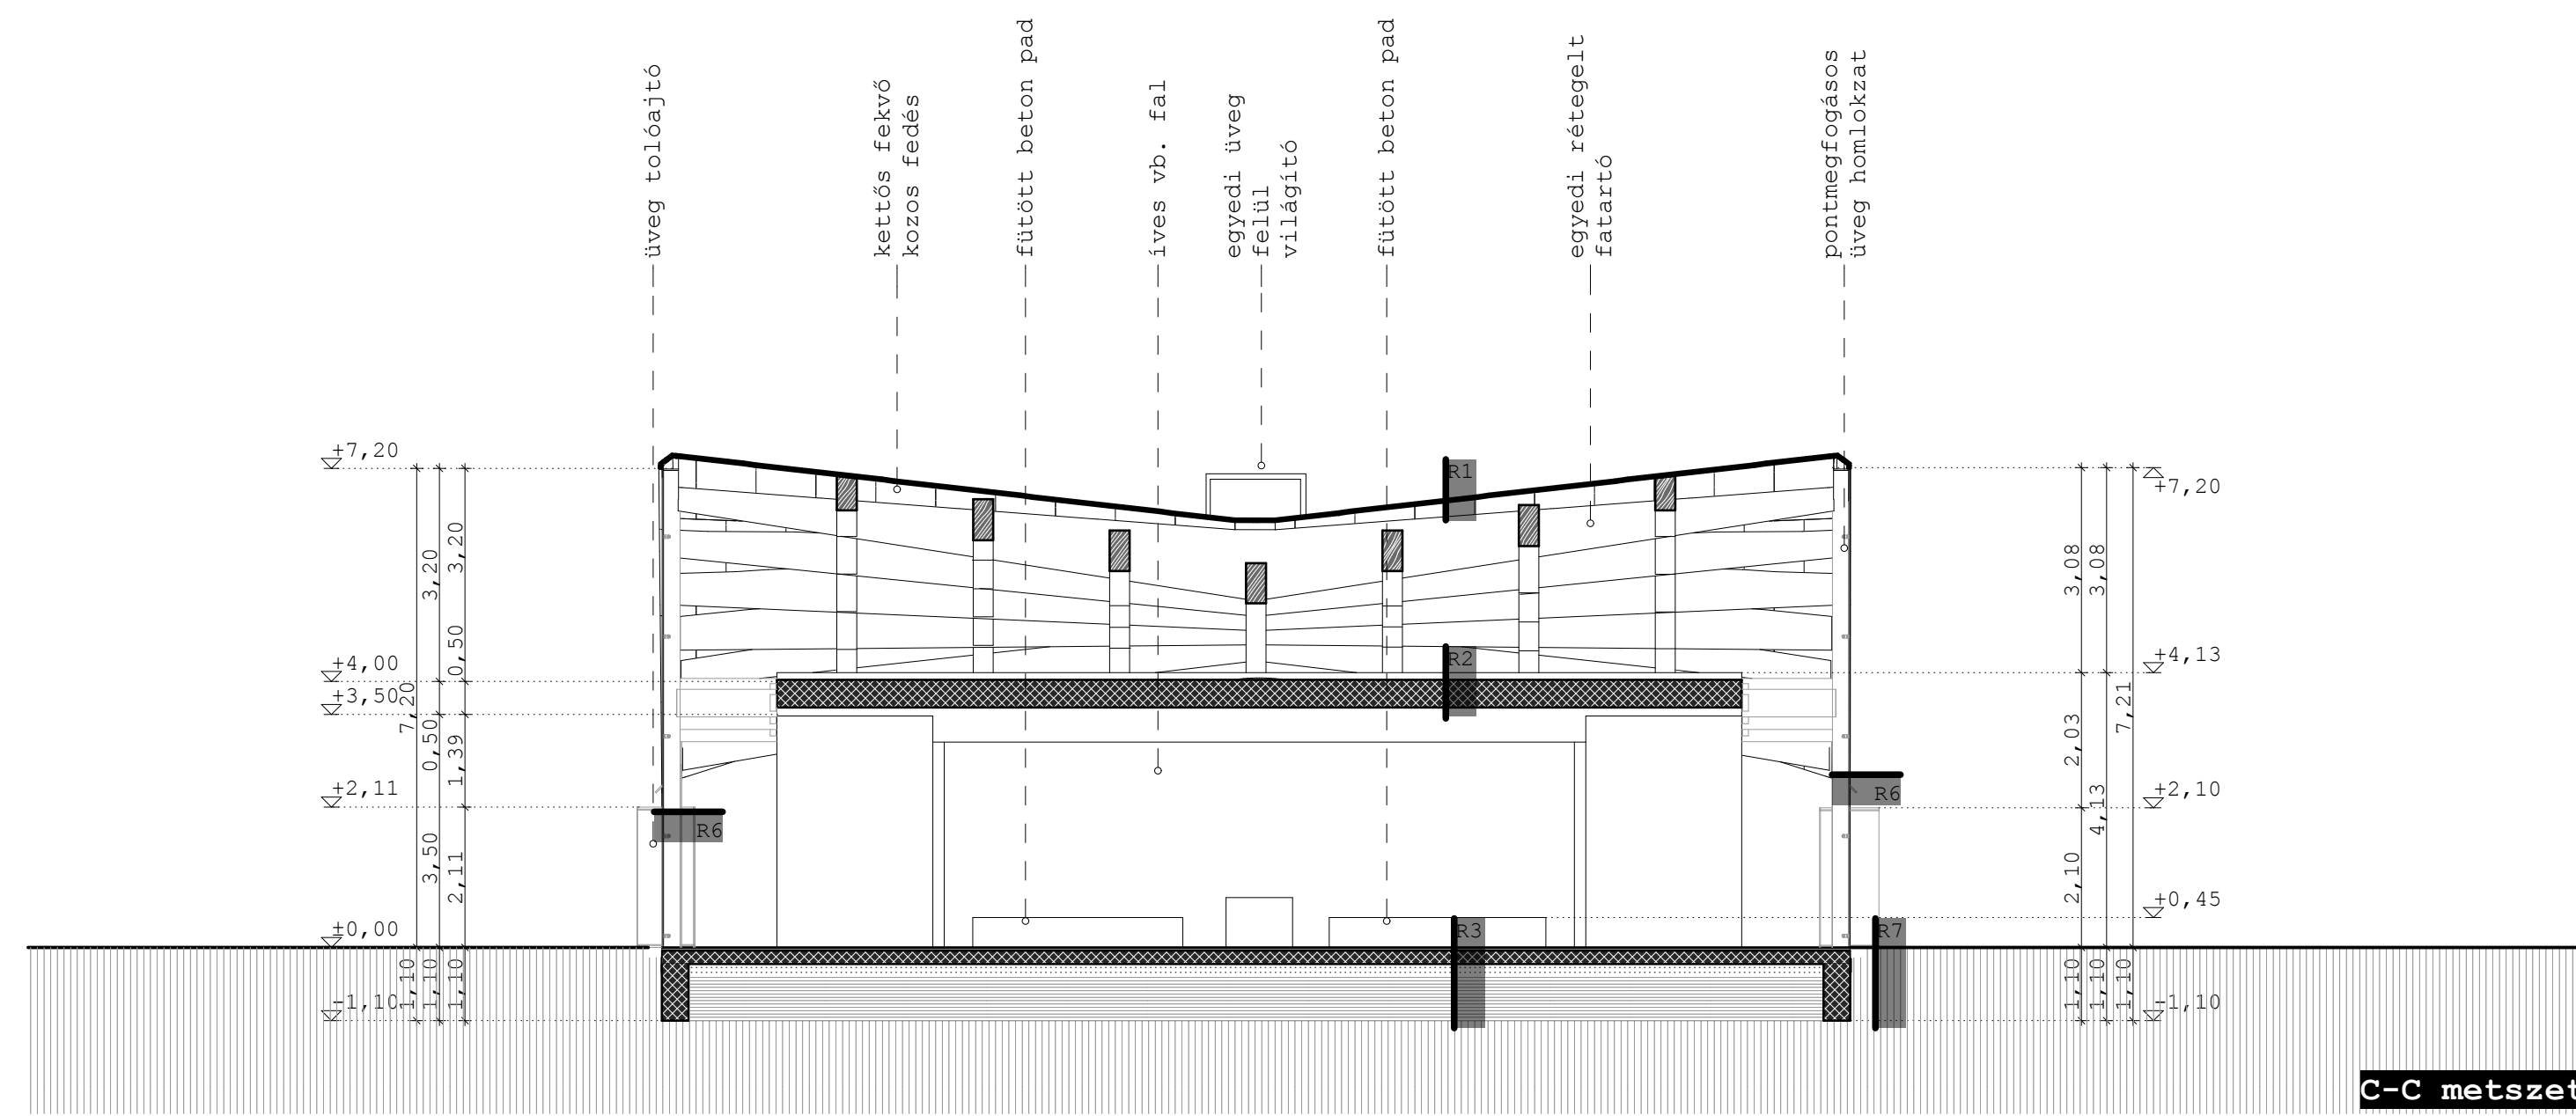 üveg tolóajtó
kettős fekvő
kozos fedés
fütött beton pad
íves vb. fal
egyedi üveg
felül
világító
fütött beton pad
egyedi rétegelt
fatartó
pontmegfogásos
üveg homlokzat
+7,20
+4,00
+3,50
+2,11
±0,00
-1,10
7,20
1,10
3,20
0,50
3,50
1,10
3,20
0,50
1,39
2,11
1,10
R1
R2
R3
R6
R6
R7
3,08
2,03
2,10
1,10
3,08
4,13
1,10
7,21
1,10
+7,20
+4,13
+2,10
+0,45
-1,10
C-C metszet